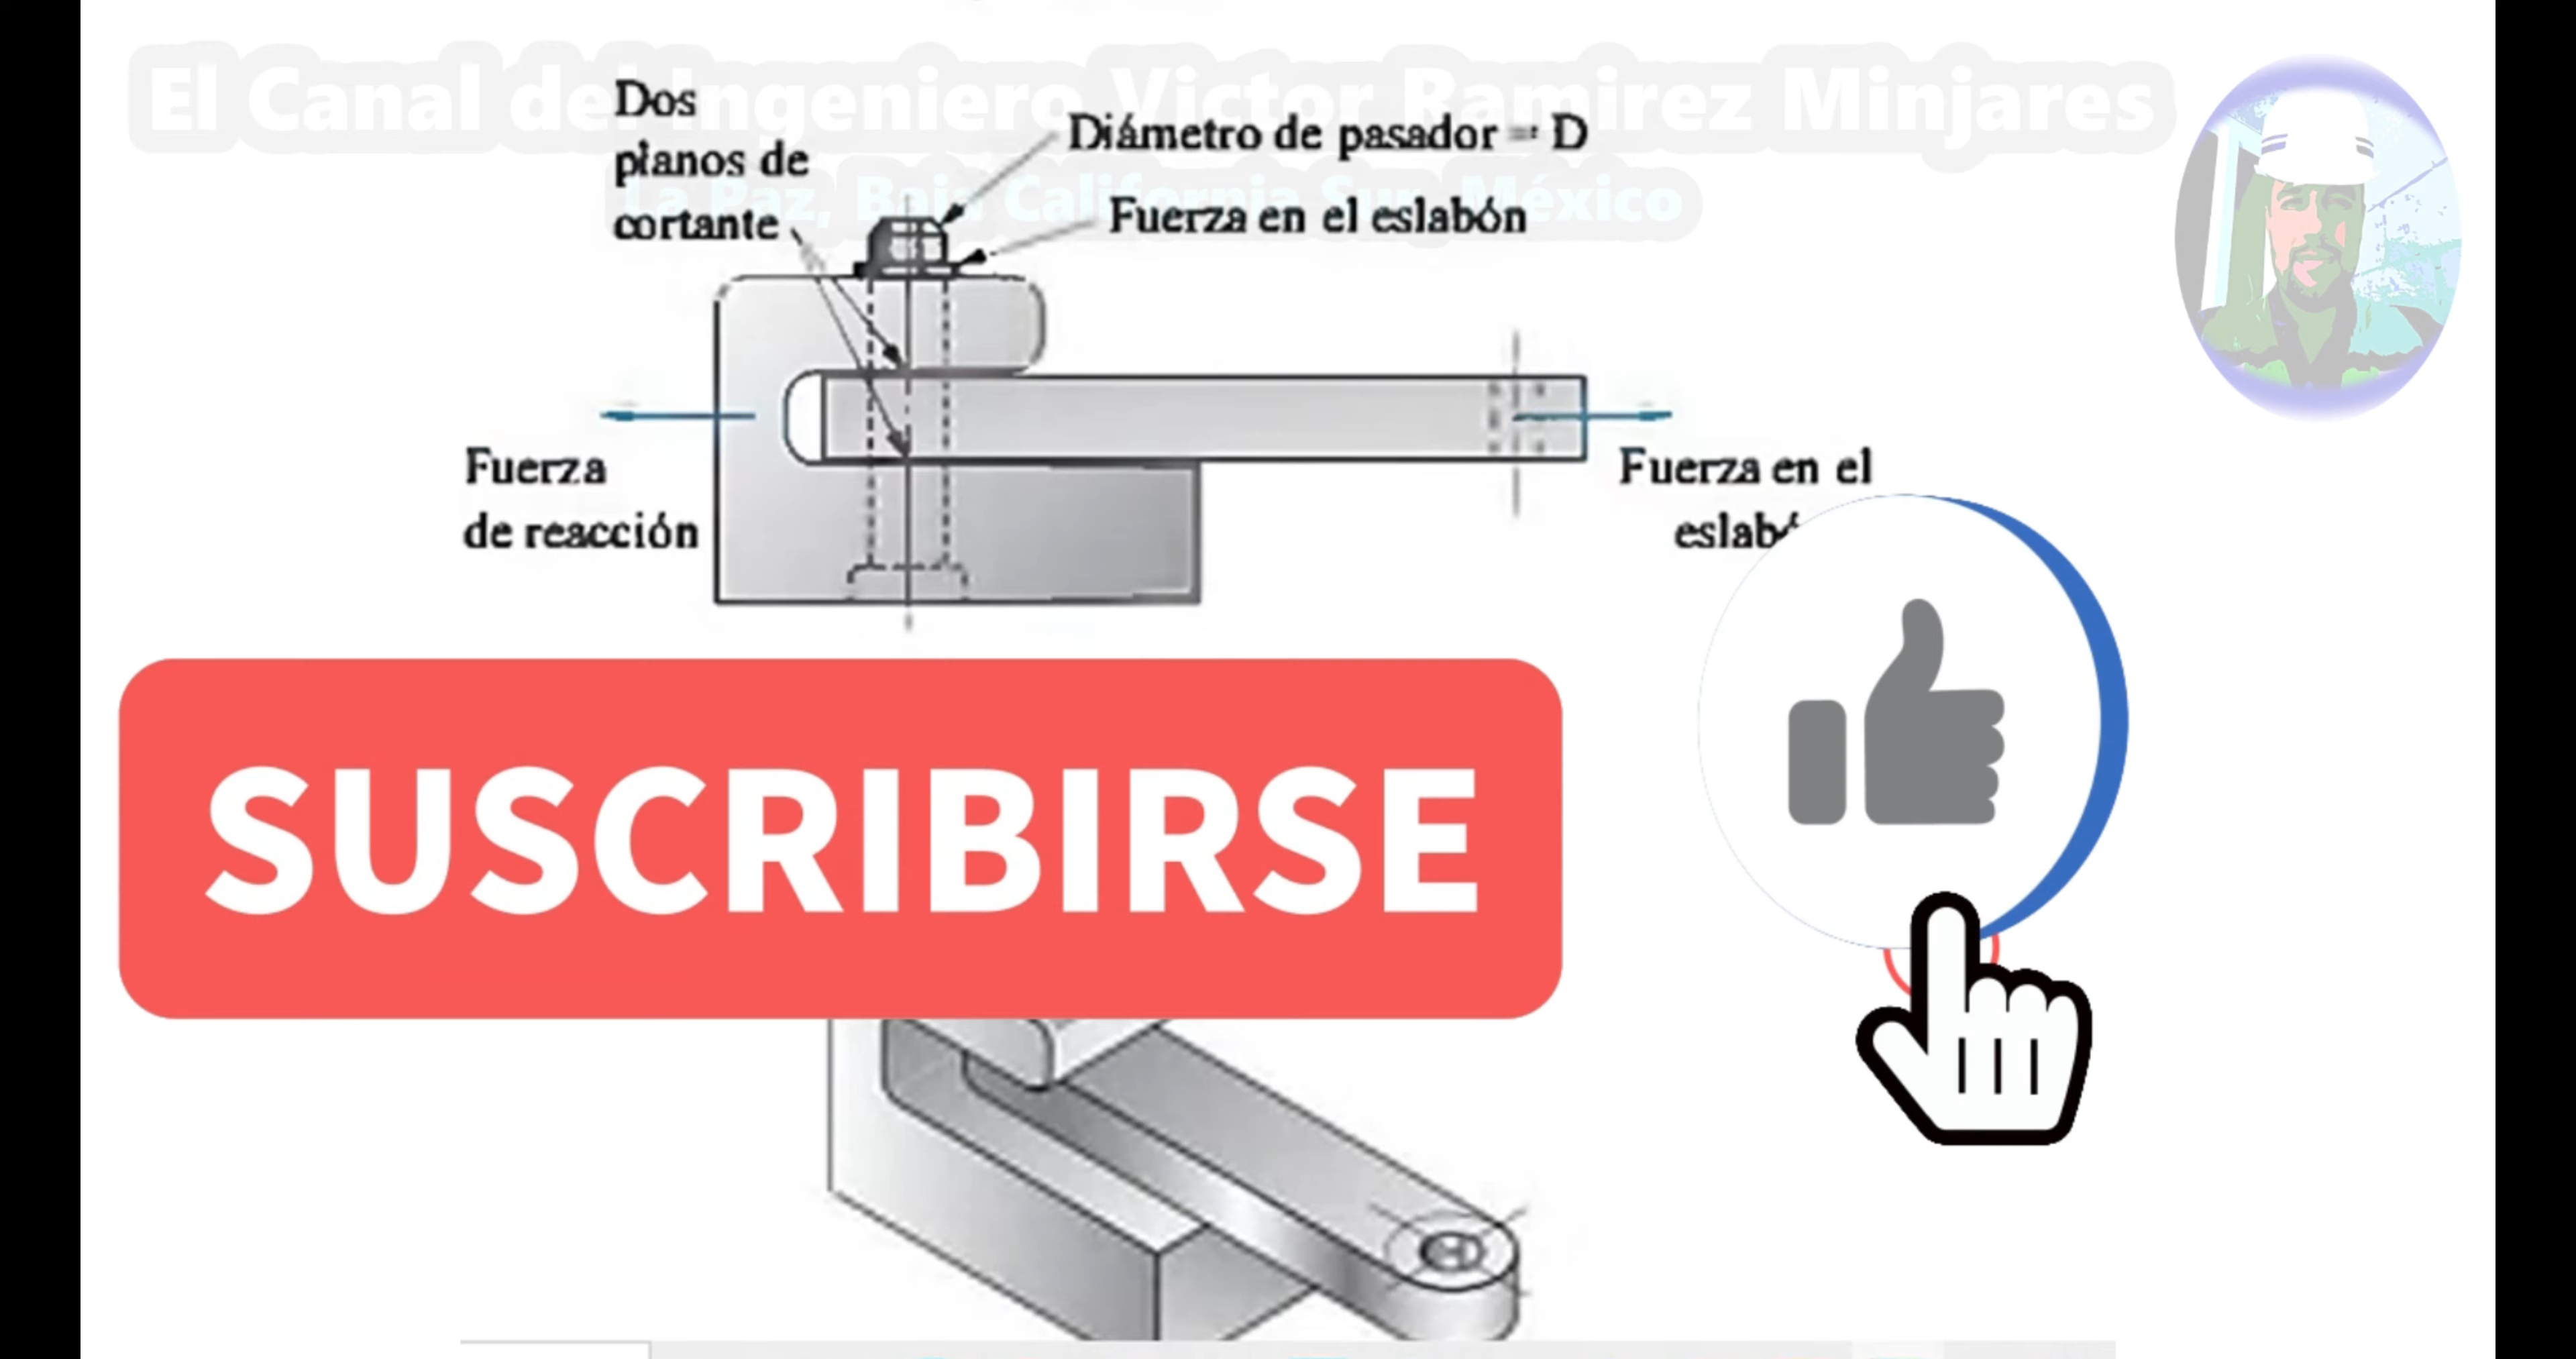 El Canal del Ingeniero Victor Ramirez Minjares
La Paz, Baja California Sur, México
Dos
planos de
cortante
Diámetro de pasador = D
Fuerza en el eslabón
Fuerza
de reacción
Fuerza en el
SUSCRIBIRSE